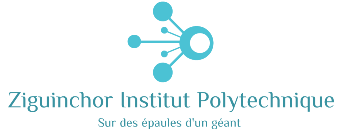 Ziguinchor Institut Polytechnique
Sur des épaules d'un géant